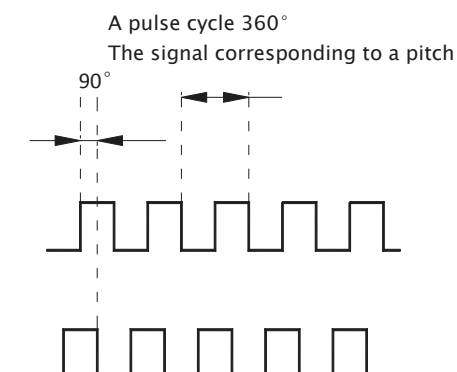 A pulse cycle 360°
The signal corresponding to a pitch
90°